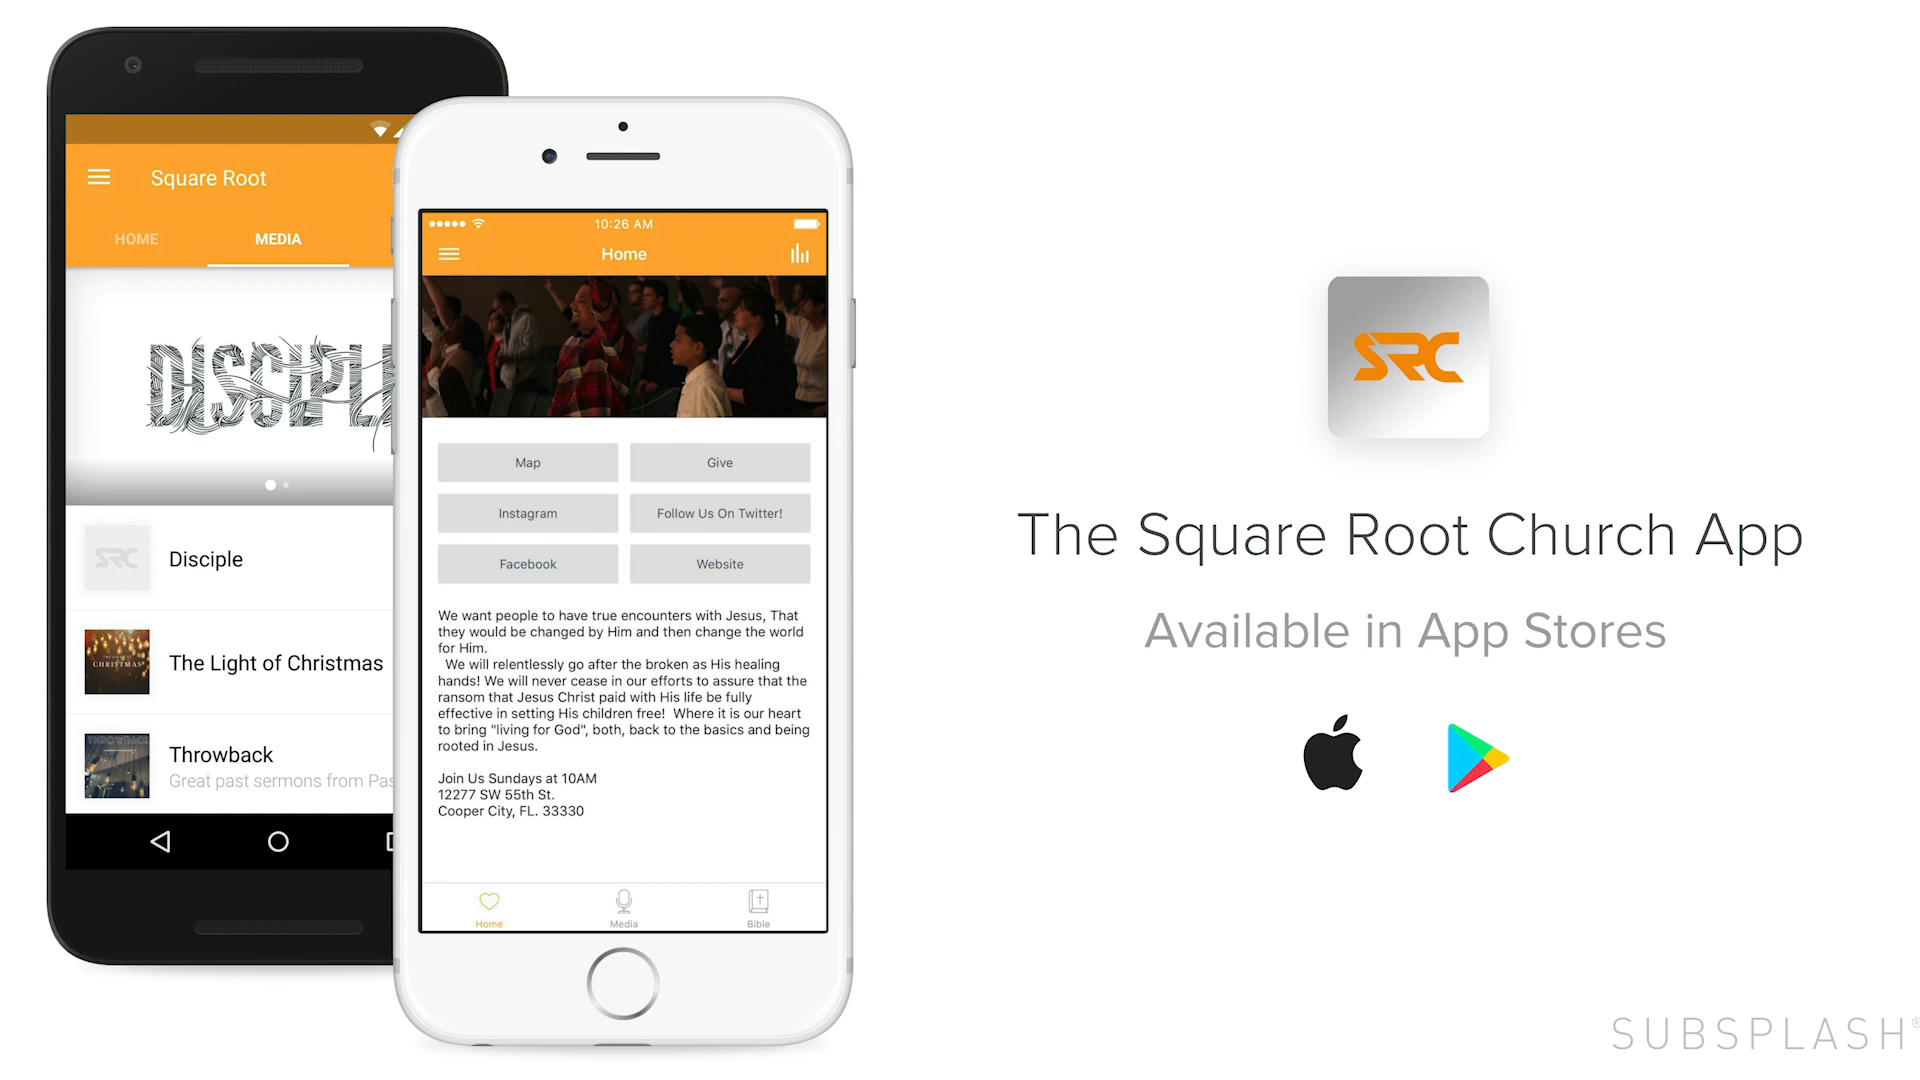 Square Root
HOME
MEDIA
DISCIPLE
SRC
Disciple
CHRISTMAS
The Light of Christmas
THROWBACK
Throwback
Great past sermons from Pas
10:26 AM
Home
Map
Give
Instagram
Follow Us On Twitter!
Facebook
Website
We want people to have true encounters with Jesus, That
they would be changed by Him and then change the world
for Him.
We will relentlessly go after the broken as His healing
hands! We will never cease in our efforts to assure that the
ransom that Jesus Christ paid with His life be fully
effective in setting His children free!  Where it is our heart
to bring "living for God", both, back to the basics and being
rooted in Jesus.
Join Us Sundays at 10AM
12277 SW 55th St.
Cooper City, FL. 33330
Home
Media
Bible
SRC
The Square Root Church App
Available in App Stores
SUBSPLASH®